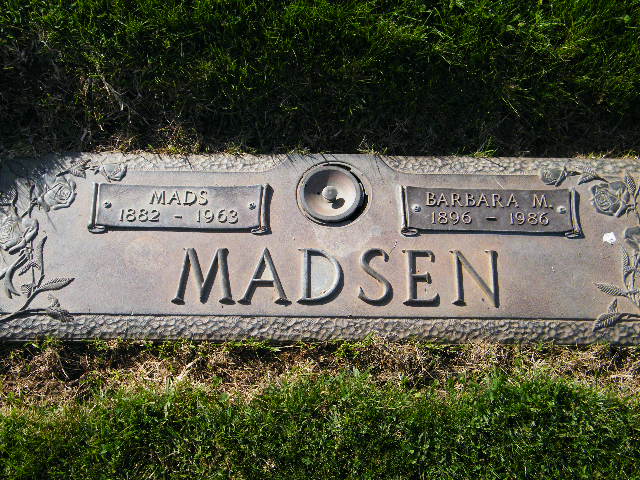 MADS
1882 - 1963
BARBARA M.
1896 - 1986
MADSEN